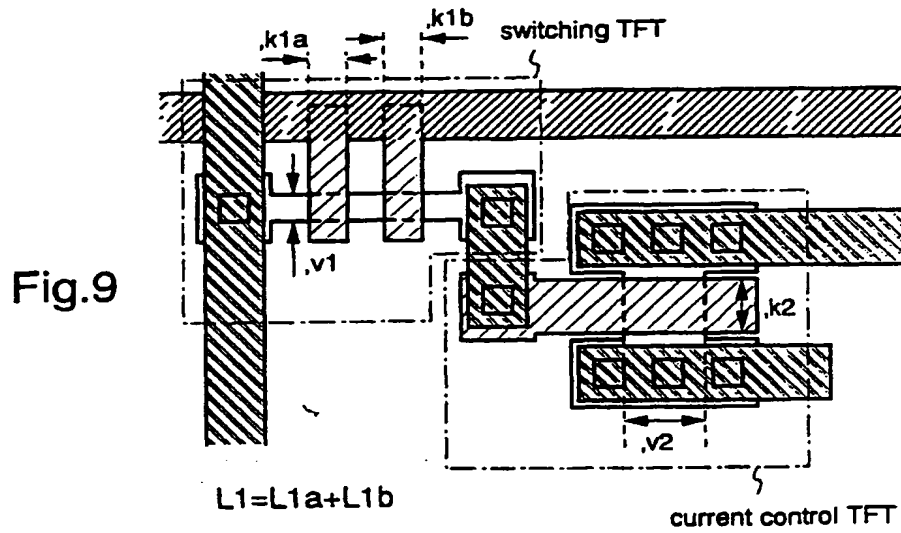 ,k1a
,k1b
switching TFT
,v1
Fig.9
,k2
,v2
L1=L1a+L1b
current control TFT